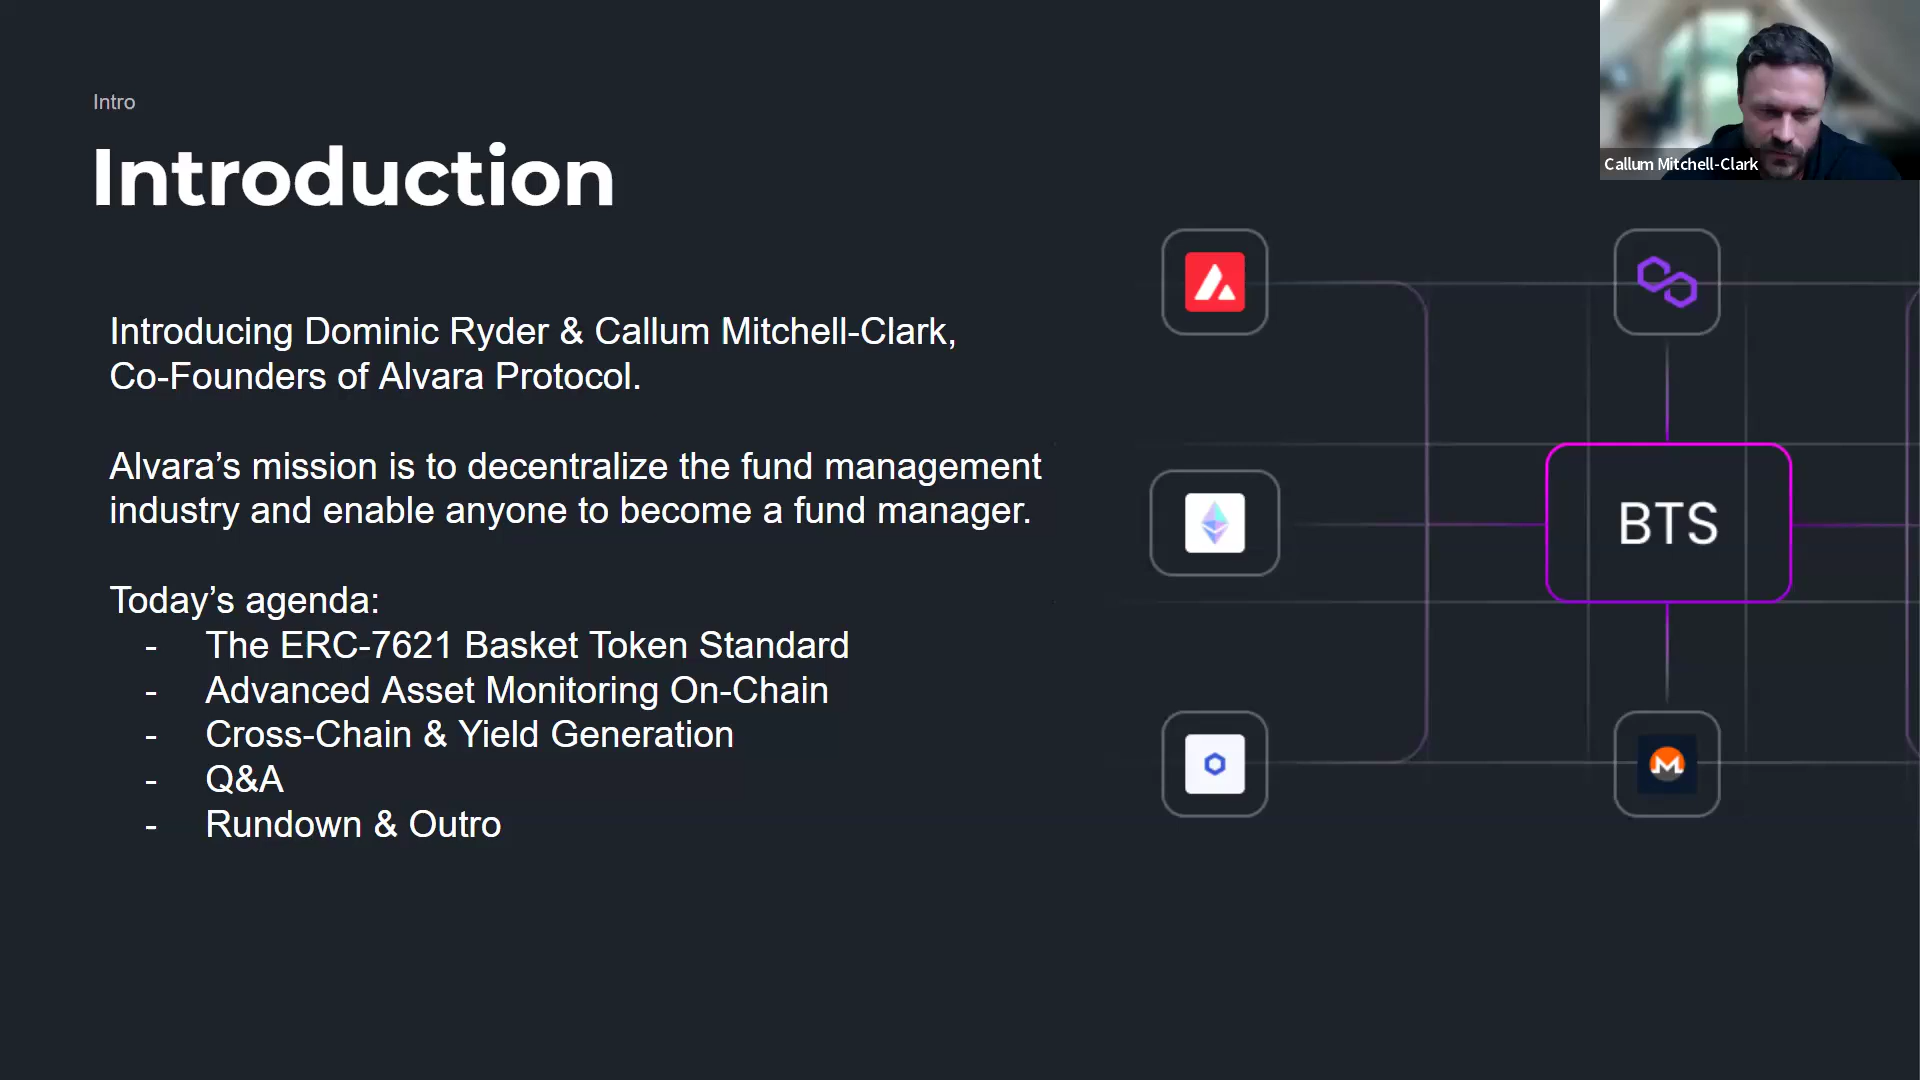 Intro
Introduction
Callum Mitchell-Clark
Introducing Dominic Ryder & Callum Mitchell-Clark,
Co-Founders of Alvara Protocol.
Alvara’s mission is to decentralize the fund management
industry and enable anyone to become a fund manager.
Today’s agenda:
- The ERC-7621 Basket Token Standard
- Advanced Asset Monitoring On-Chain
- Cross-Chain & Yield Generation
- Q&A
- Rundown & Outro
BTS